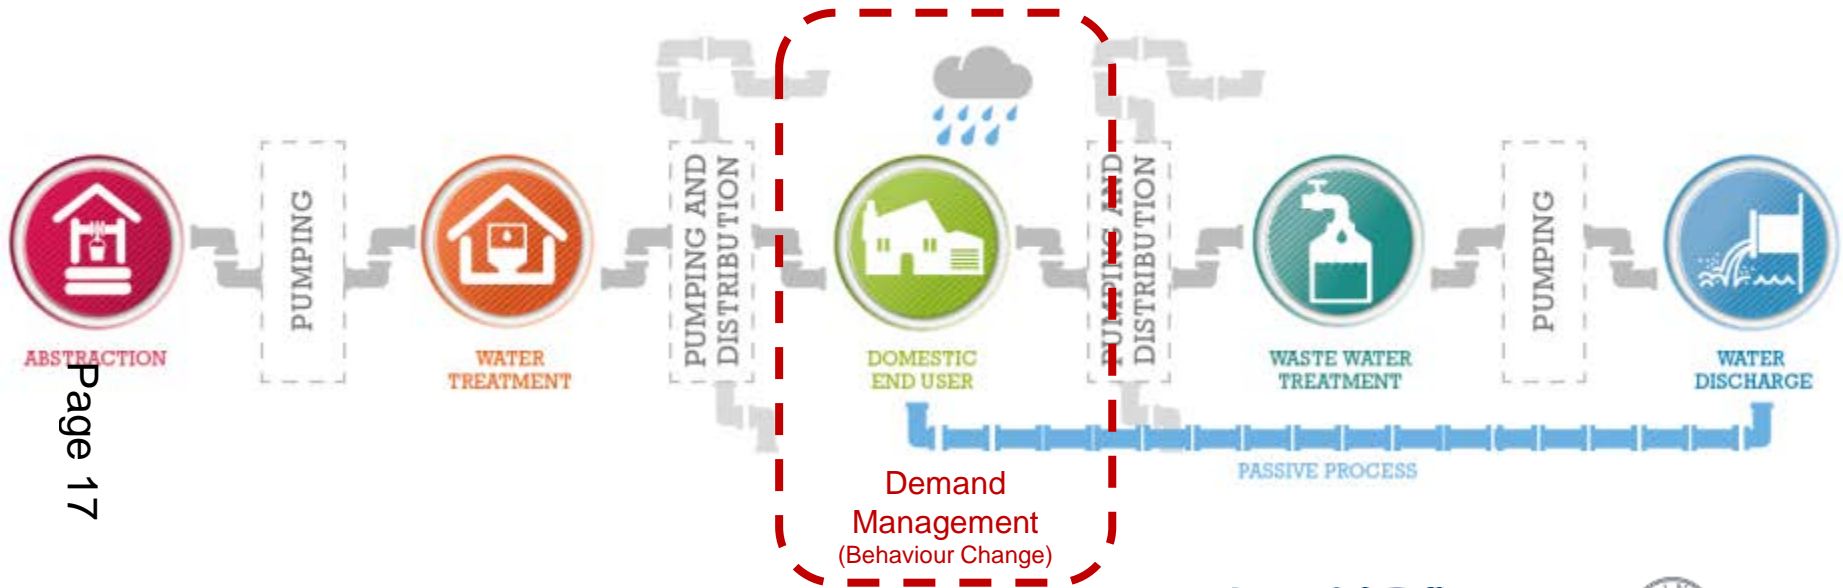 ABSTRACTION
PUMPING
WATER
TREATMENT
PUMPING AND
DISTRIBUTION
DOMESTIC
END USER
PUMPING AND
DISTRIBUTION
WASTE WATER
TREATMENT
PUMPING
WATER
DISCHARGE
PASSIVE PROCESS
Demand
Management
(Behaviour Change)
Page 17